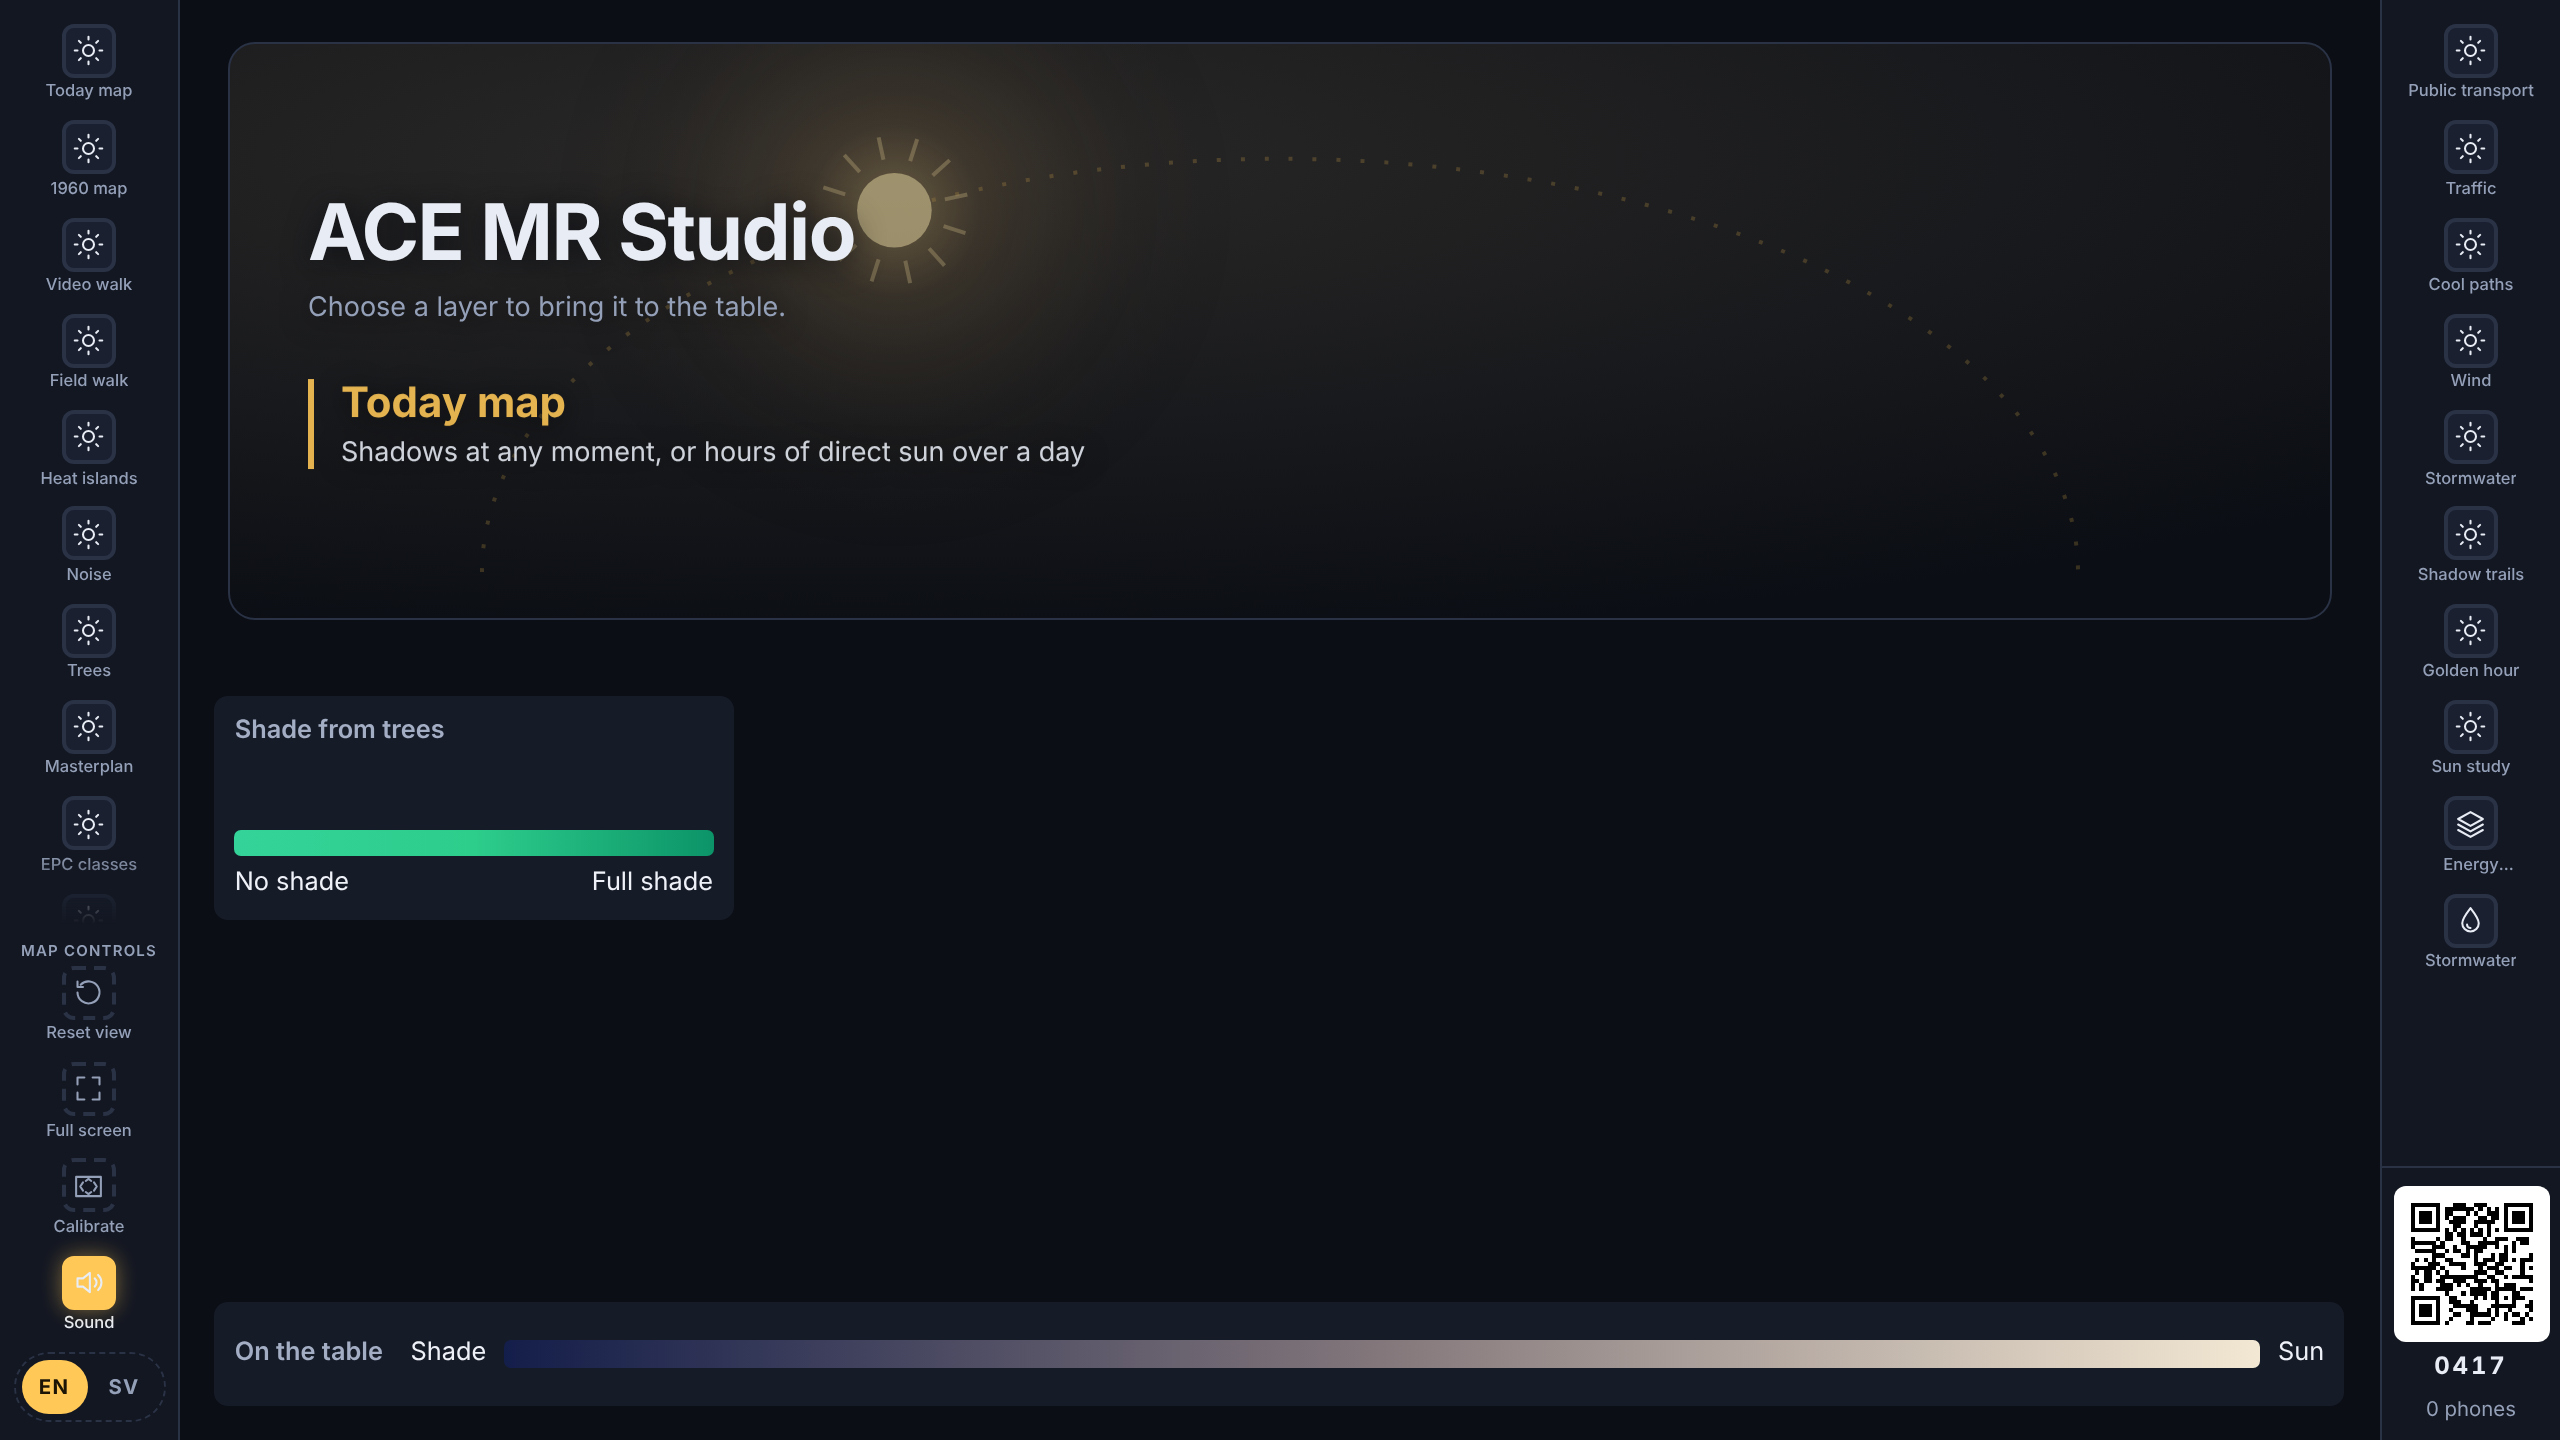 Today map
1960 map
Video walk
Field walk
Heat islands
Noise
Trees
Masterplan
EPC classes
MAP CONTROLS
Reset view
Full screen
Calibrate
Sound
EN SV
ACE MR Studio
Choose a layer to bring it to the table.
Today map
Shadows at any moment, or hours of direct sun over a day
Shade from trees
No shade Full shade
On the table Shade Sun
Public transport
Traffic
Cool paths
Wind
Stormwater
Shadow trails
Golden hour
Sun study
Energy...
Stormwater
0417
0 phones